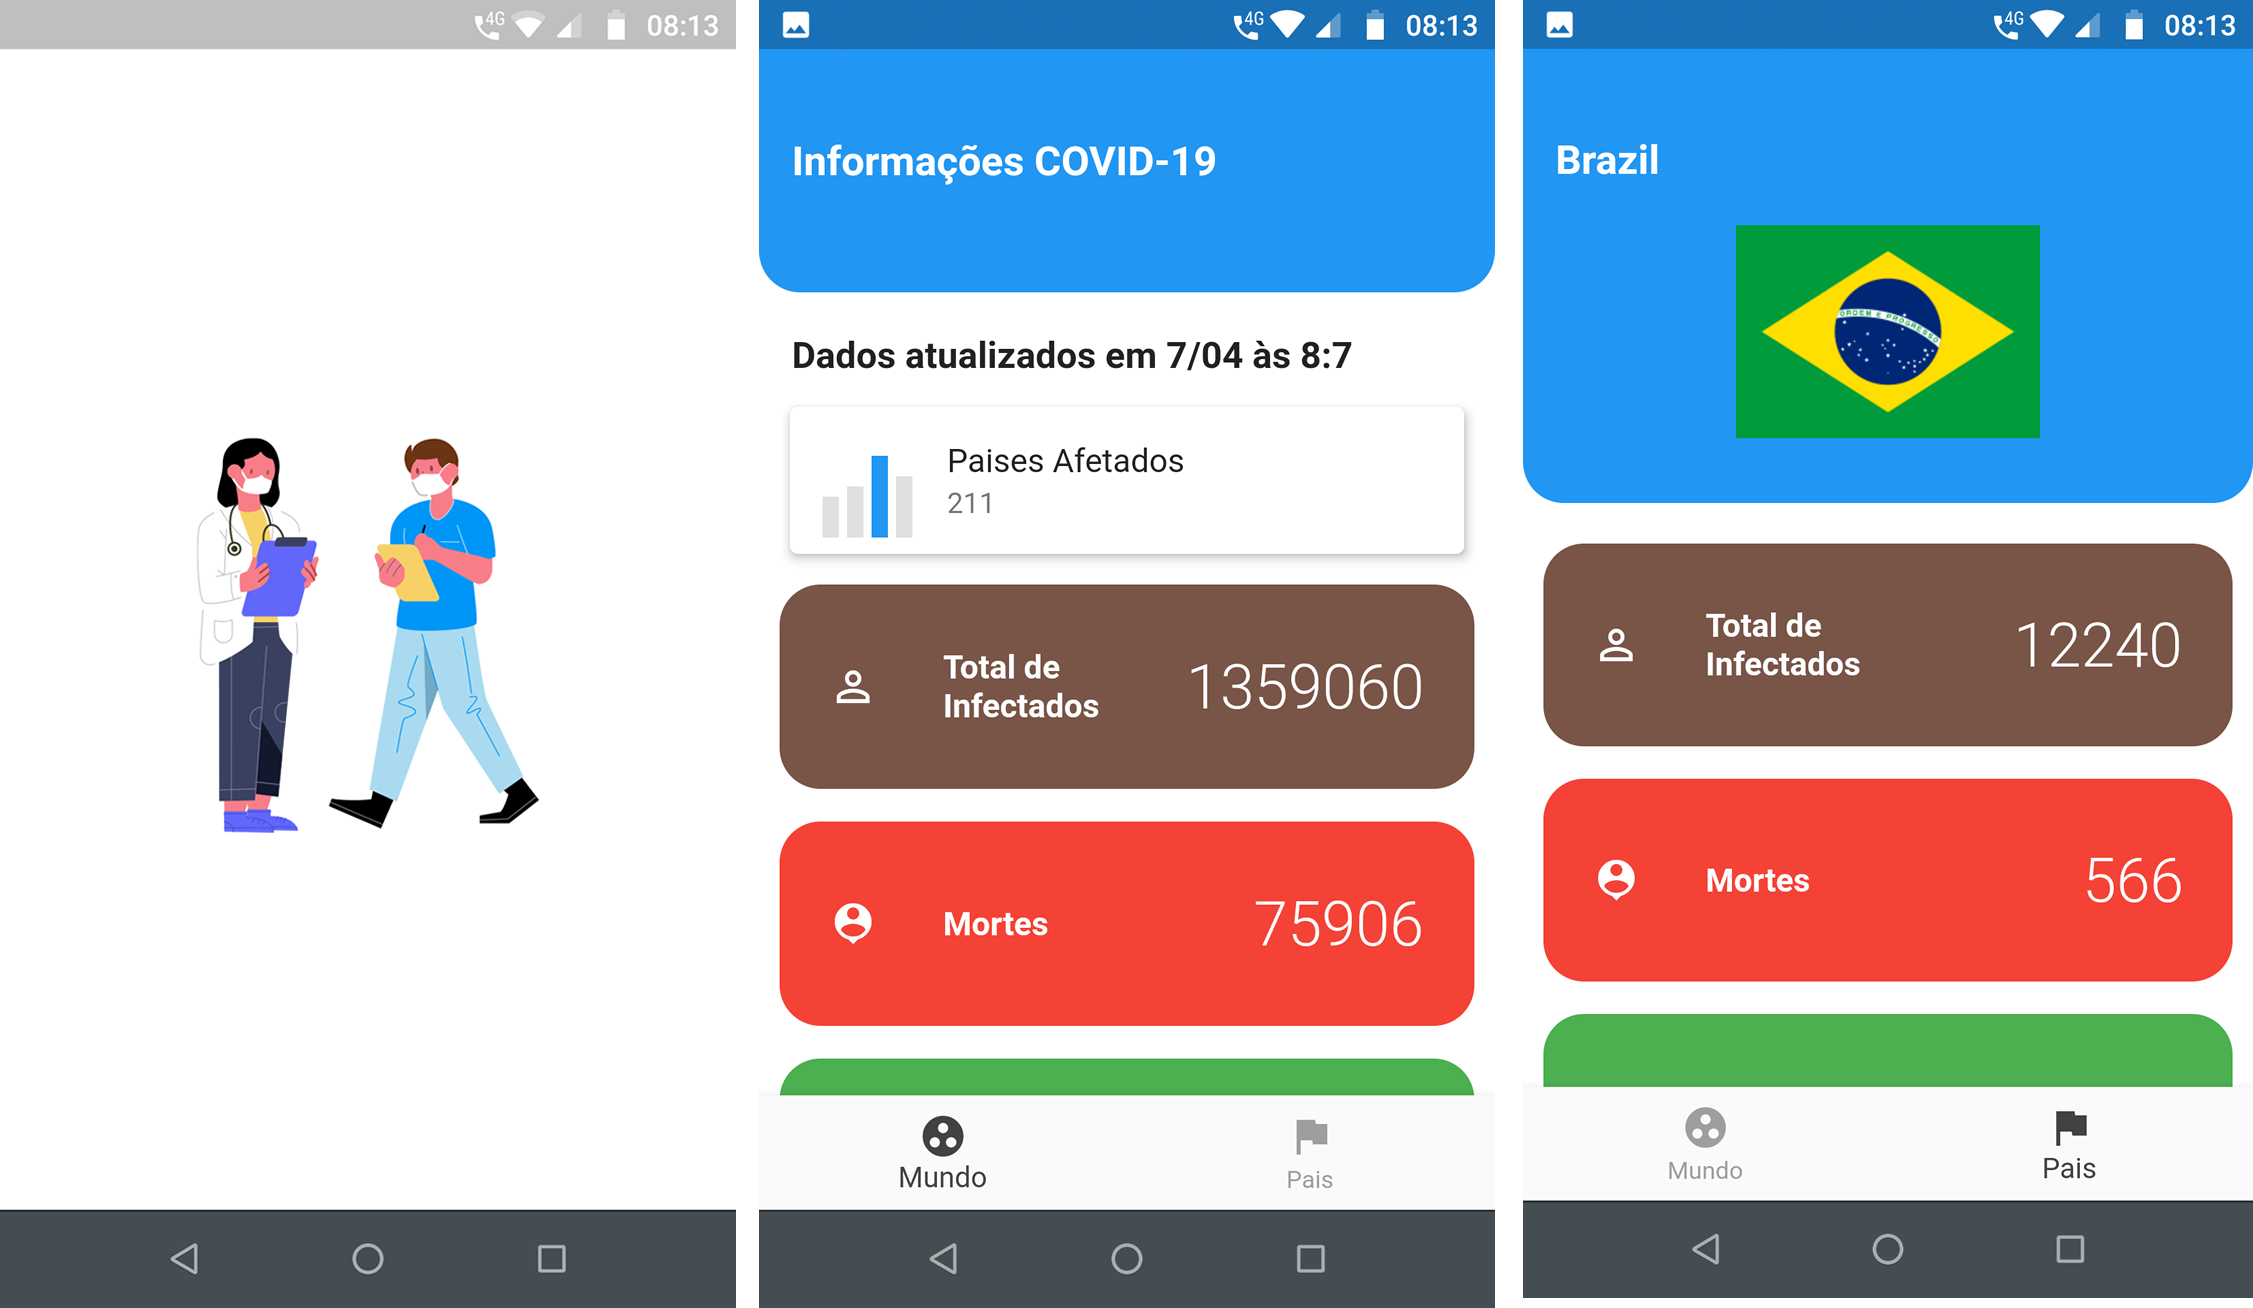 4G 08:13
4G 08:13
Informações COVID-19
Dados atualizados em 7/04 às 8:7
Paises Afetados
211
Total de
Infectados
1359060
Mortes
75906
Mundo
Pais
4G 08:13
Brazil
ORDEM E PROGRESSO
Total de
Infectados
12240
Mortes
566
Mundo
Pais